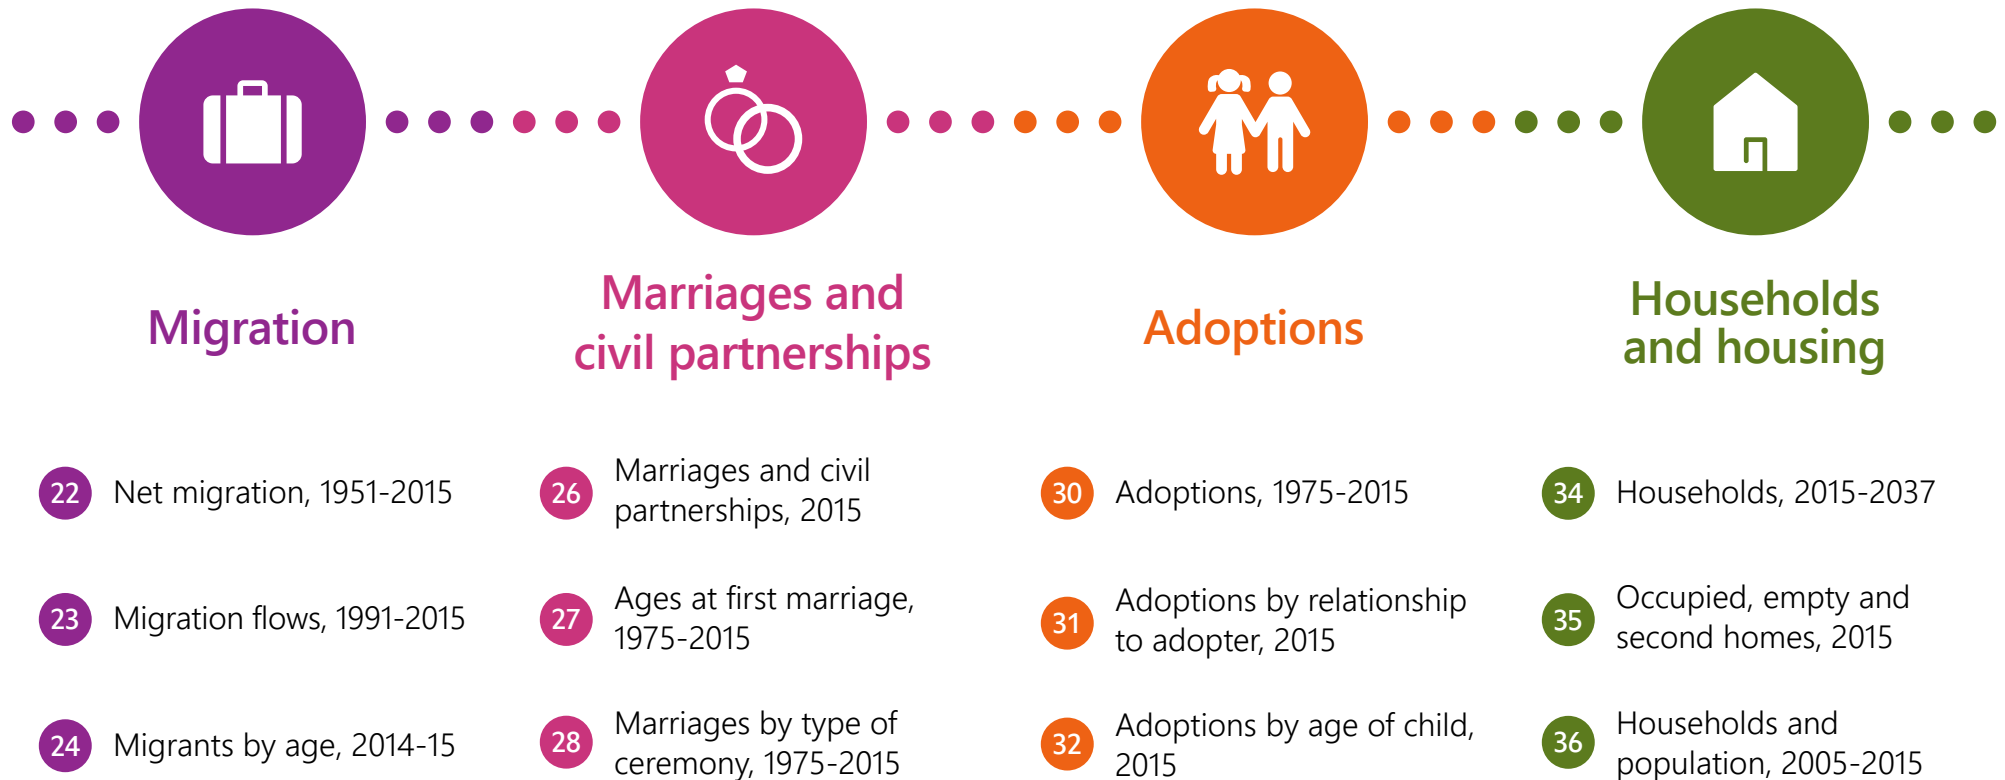 Migration
22 Net migration, 1951-2015
23 Migration flows, 1991-2015
24 Migrants by age, 2014-15
Marriages and
civil partnerships
26 Marriages and civil
partnerships, 2015
27 Ages at first marriage,
1975-2015
28 Marriages by type of
ceremony, 1975-2015
Adoptions
30 Adoptions, 1975-2015
31 Adoptions by relationship
to adopter, 2015
32 Adoptions by age of child,
2015
Households
and housing
34 Households, 2015-2037
35 Occupied, empty and
second homes, 2015
36 Households and
population, 2005-2015